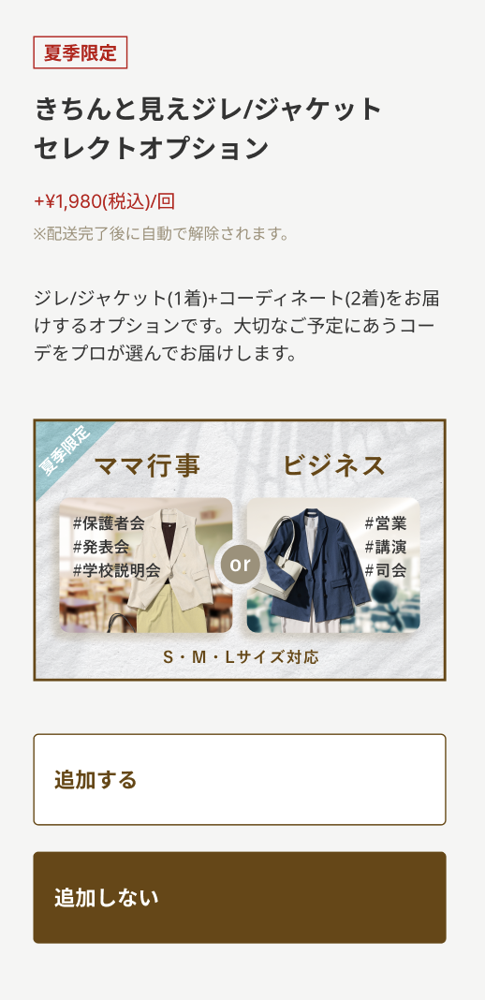 夏季限定
きちんと見えジレ/ジャケット
セレクトオプション
+¥1,980(税込)/回
※配送完了後に自動で解除されます。
ジレ/ジャケット(1着)+コーディネート(2着)をお届
けするオプションです。大切なご予定にあうコー
デをプロが選んでお届けします。
夏季限定
ママ行事
ビジネス
#保護者会
#発表会
#学校説明会
or
#営業
#講演
#司会
S・M・Lサイズ対応
追加する
追加しない